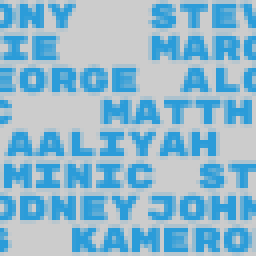 ONY STEV
IE MARC
EORGE ALO
C MATTH
AALIYAH
MINIC ST
ODNEY JOHN
S KAMERO